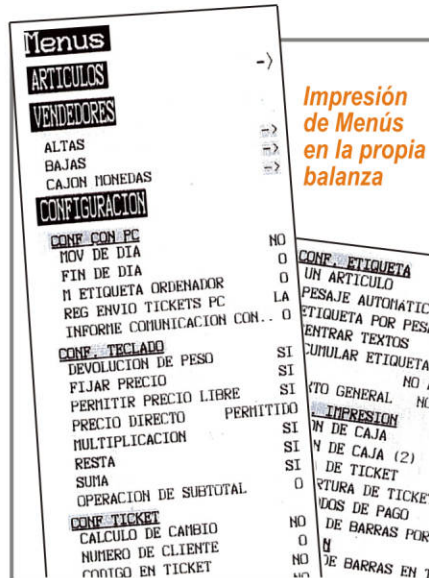 Menus
ARTICULOS ->
VENDEDORES
ALTAS ->
BAJAS ->
CAJON MONEDAS ->
CONFIGURACION
CONF CON PC
MOV DE DIA NO
FIN DE DIA 0
M ETIQUETA ORDENADOR 0
REG ENVIO TICKETS PC LA
INFORME COMUNICACION CON.. 0
CONF. TECLADO
DEVOLUCION DE PESO SI
FIJAR PRECIO SI
PERMITIR PRECIO LIBRE SI
PRECIO DIRECTO PERMITIDO
MULTIPLICACION SI
RESTA SI
SUMA SI
OPERACION DE SUBTOTAL 0
CONF TICKET
CALCULO DE CAMBIO NO
NUMERO DE CLIENTE 0
CODIGO EN TICKET NO
NO
Impresión
de Menús
en la propia
balanza
CONF. ETIQUETA
UN ARTICULO
PESAJE AUTOMATIC
ETIQUETA POR PES
ENTRAR TEXTOS
CUMULAR ETIQUETA
NO
TO GENERAL NO
IMPRESION
N DE CAJA
N DE CAJA (2)
DE TICKET
RTURA DE TICKE
DOS DE PAGO
DE BARRAS POR
N
DE BARRAS EN T